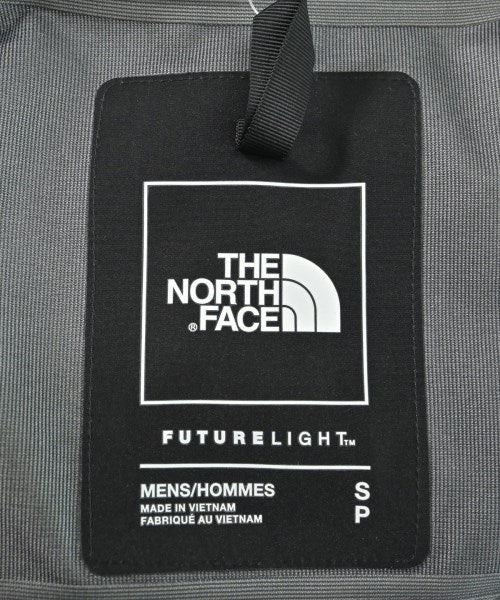 THE
NORTH
® FACE
FUTURELIGHT™
MENS/HOMMES S
MADE IN VIETNAM
FABRIQUÉ AU VIETNAM P